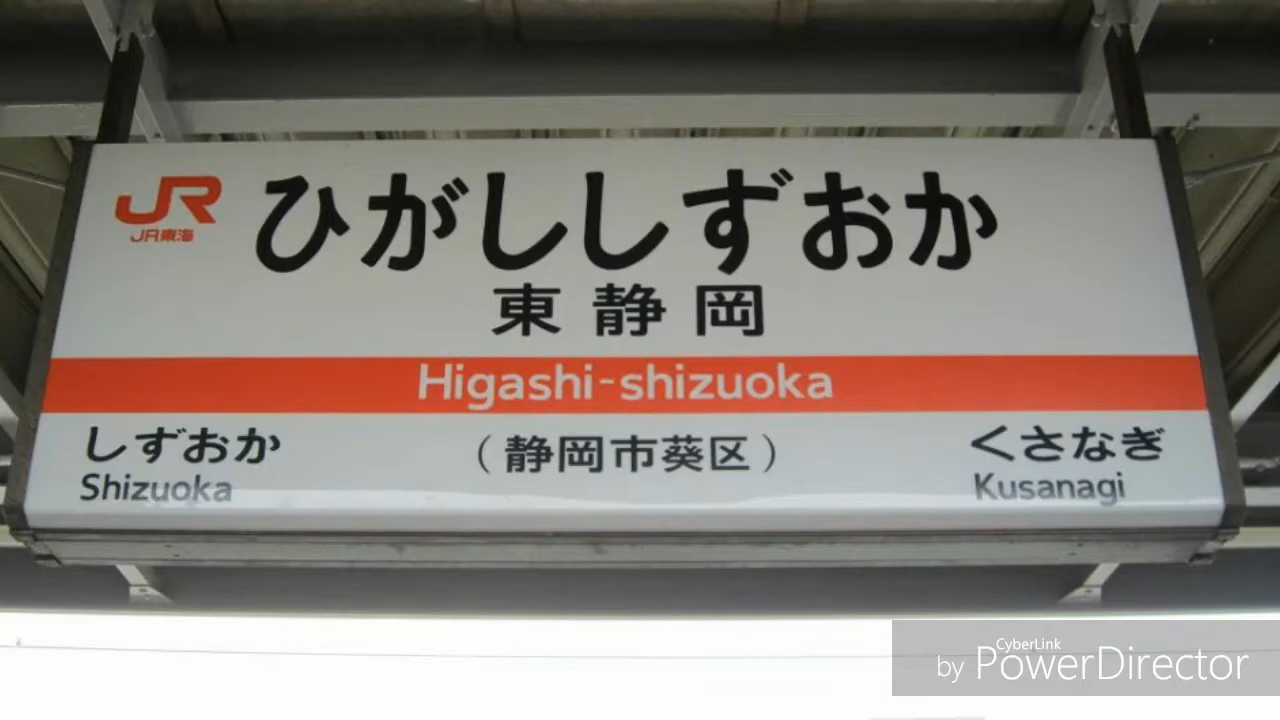 JR
JR東海
ひがししずおか
東静岡
Higashi-shizuoka
しずおか
Shizuoka
(静岡市葵区)
くさなぎ
Kusanagi
CyberLink
by PowerDirector